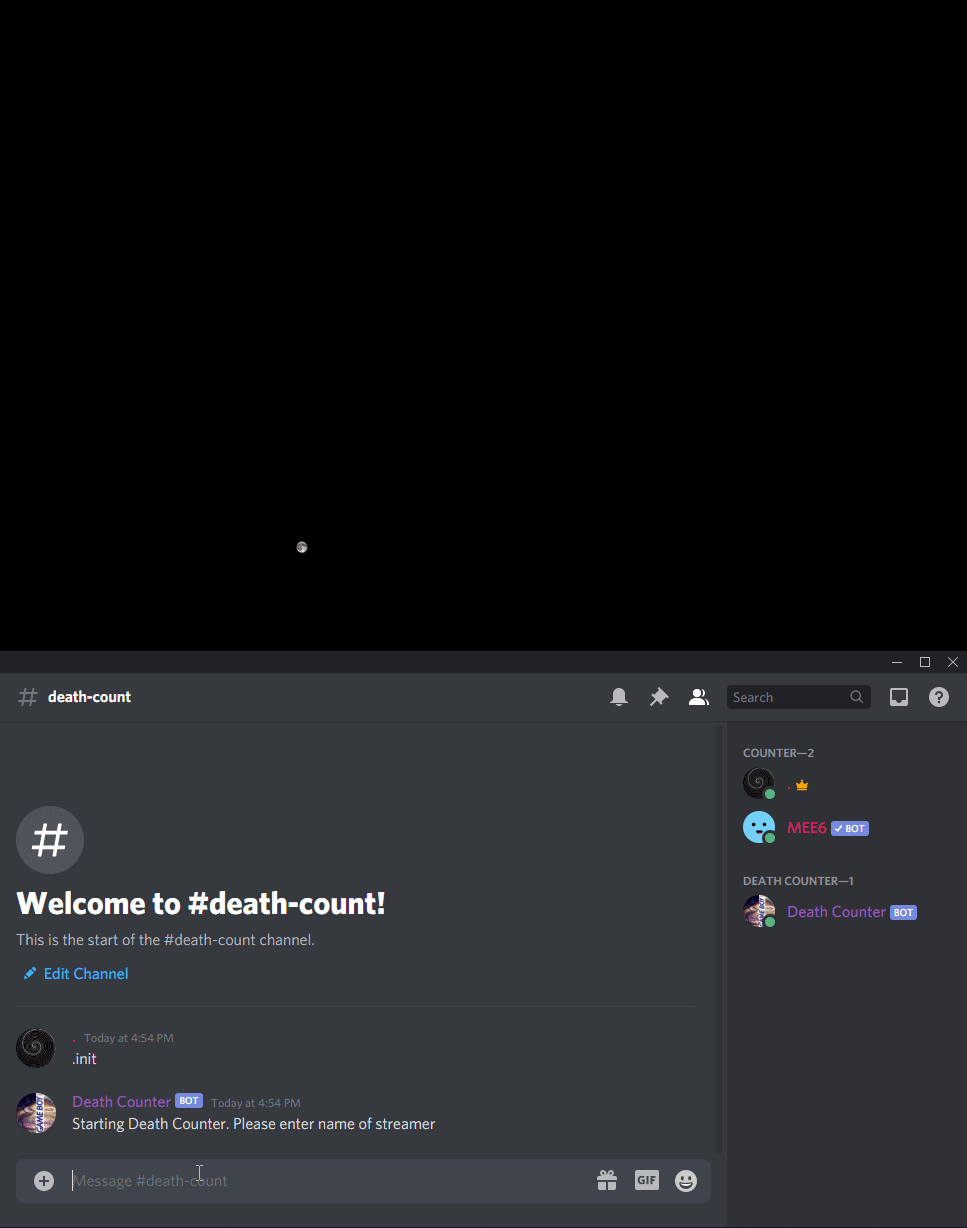 death-count
Search
COUNTER—2
.
MEE6 BOT
DEATH COUNTER—1
Death Counter BOT
Welcome to #death-count!
This is the start of the #death-count channel.
Edit Channel
. Today at 4:54 PM
.init
Death Counter BOT Today at 4:54 PM
Starting Death Counter. Please enter name of streamer
Message #death-count
GIF
GAME BOY